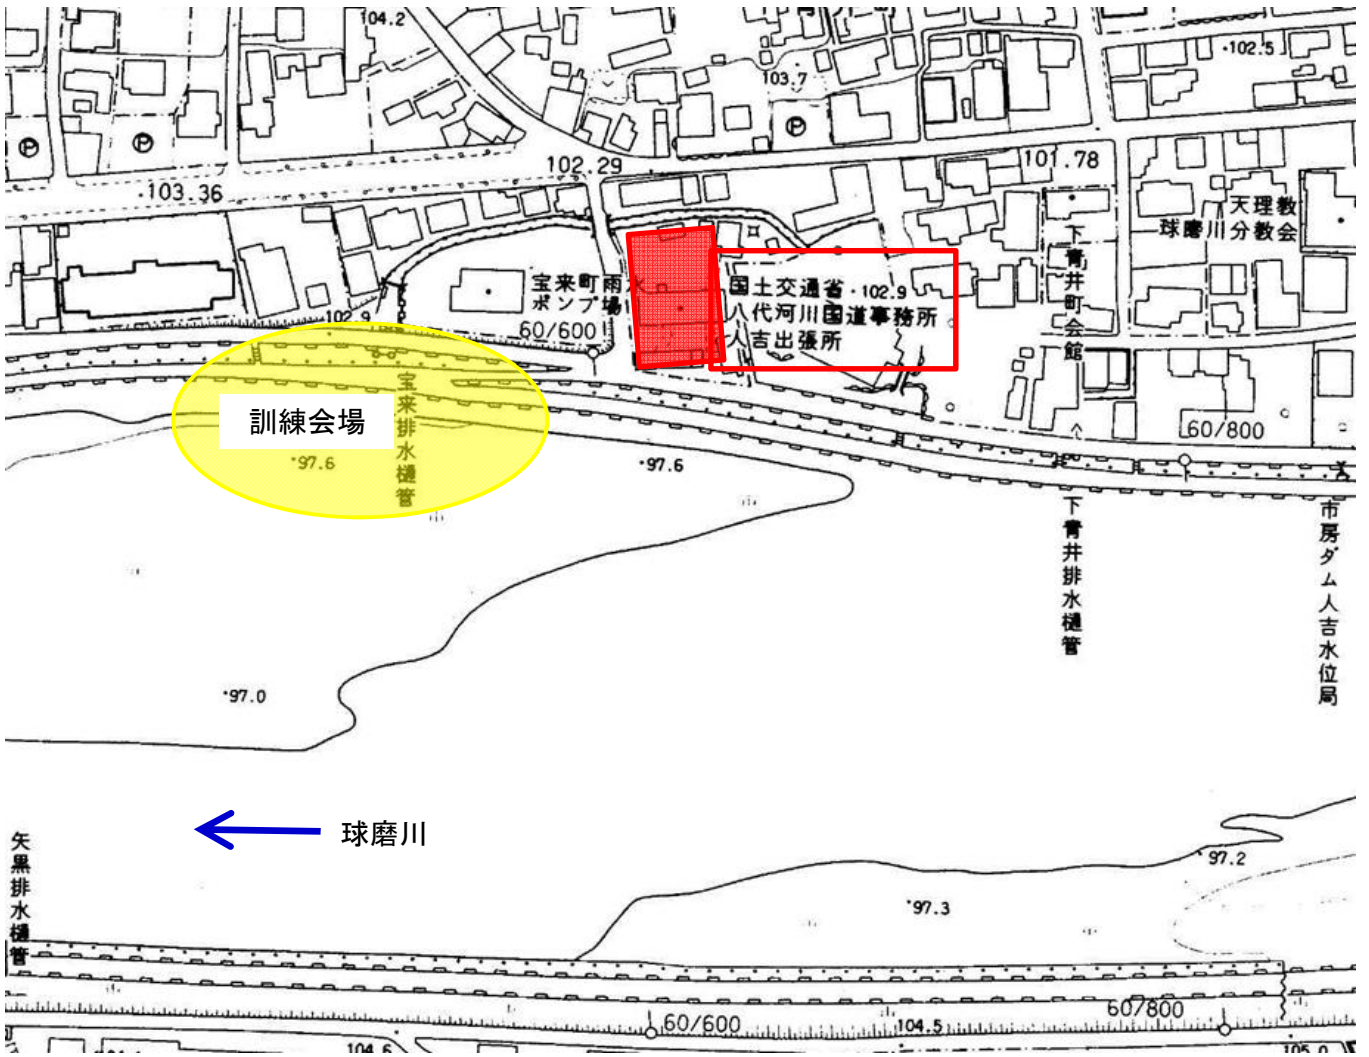 104.2
102.5
103.7
Ⓟ
Ⓟ
Ⓟ
102.29
101.78
103.36
天理教
球磨川分教会
下青井町会館
宝来町雨水
ポンプ場
国土交通省
102.9
八代河川国道事務所
人吉出張所
102.9
60/600
宝来排水樋管
訓練会場
60/800
97.6
97.6
下青井排水樋管
市房ダム人吉水位局
97.0
球磨川
矢黒排水樋管
97.2
97.3
60/600
104.5
60/800
104.6
105.0